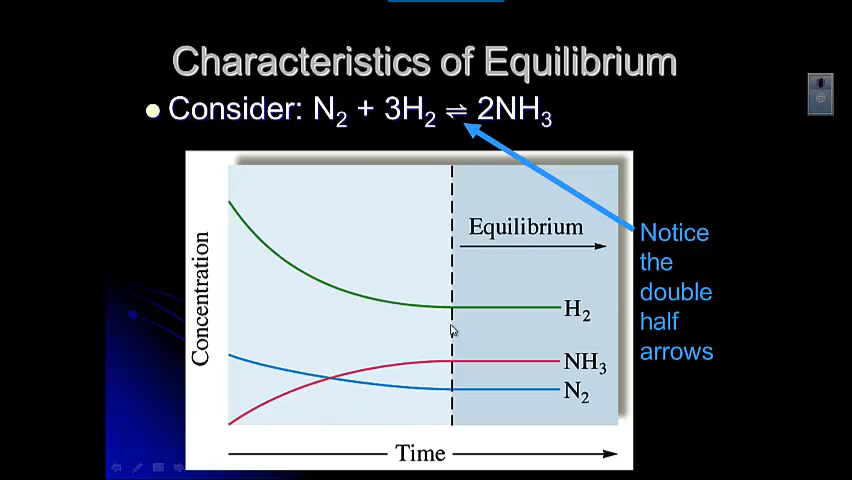 Characteristics of Equilibrium
Consider: N₂ + 3H₂ ⇌ 2NH₃
Equilibrium
Notice
the
double
half
arrows
Concentration
H₂
NH₃
N₂
Time